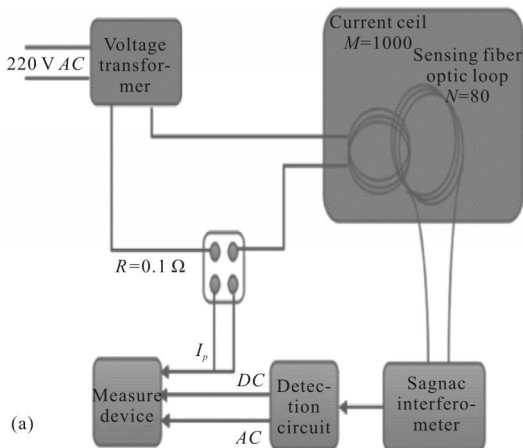 Voltage
transfor-
mer
220 V AC
Current ceil
M=1000
Sensing fiber
optic loop
N=80
R=0.1 Ω
I_p
Measure
device
DC
AC
Detec-
tion
circuit
Sagnac
interfero-
meter
(a)